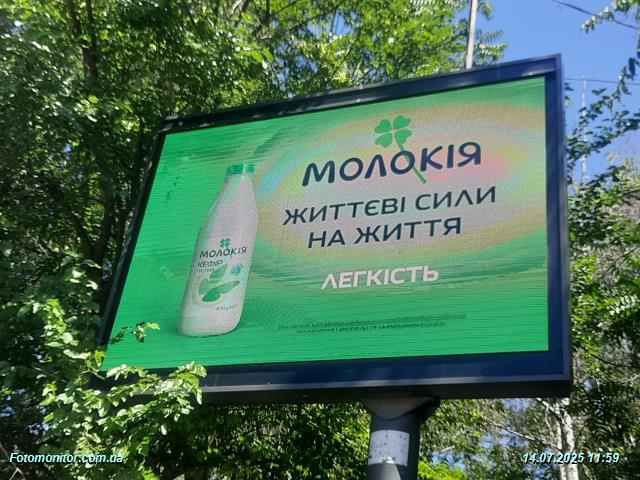 МОЛОКІЯ
ЖИТТЄВІ СИЛИ
НА ЖИТТЯ
ЛЕГКІСТЬ
МОЛОКІЯ
КЕФІР
Fotomonitor.com.ua
14.07.2025 11:59